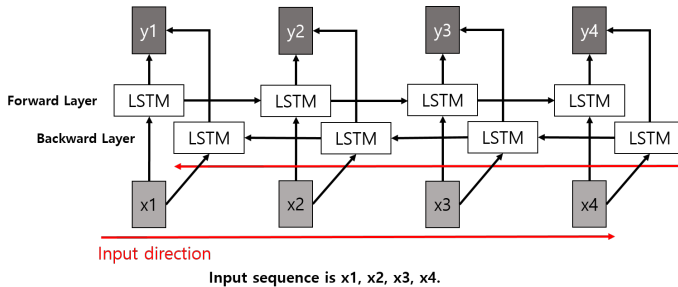 y1 y2 y3 y4
Forward Layer LSTM LSTM LSTM LSTM
Backward Layer LSTM LSTM LSTM LSTM
x1 x2 x3 x4
Input direction
Input sequence is x1, x2, x3, x4.